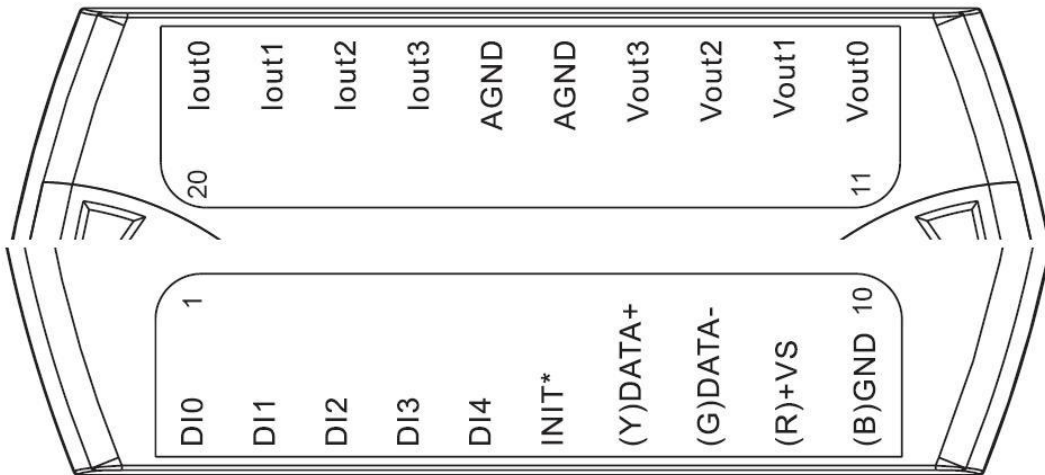 Iout0
Iout1
Iout2
Iout3
AGND
AGND
Vout3
Vout2
Vout1
Vout0
20
11
1
10
DI0
DI1
DI2
DI3
DI4
INIT*
(Y)DATA+
(G)DATA-
(R)+VS
(B)GND